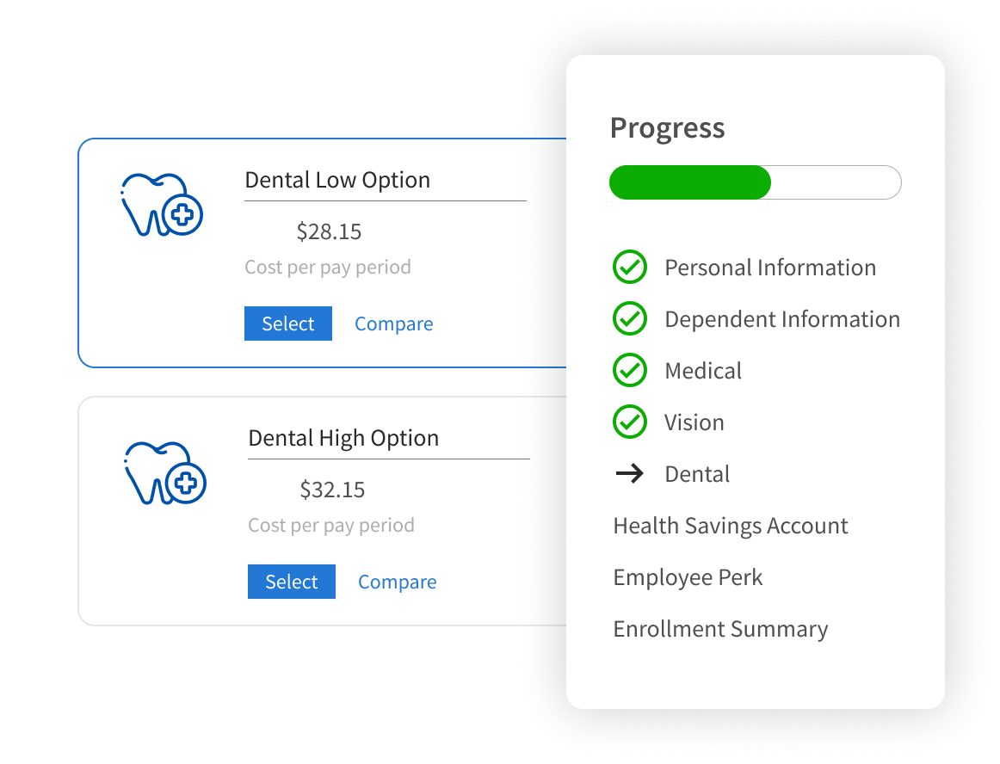 Dental Low Option
$28.15
Cost per pay period
Select Compare
Dental High Option
$32.15
Cost per pay period
Select Compare
Progress
Personal Information
Dependent Information
Medical
Vision
Dental
Health Savings Account
Employee Perk
Enrollment Summary